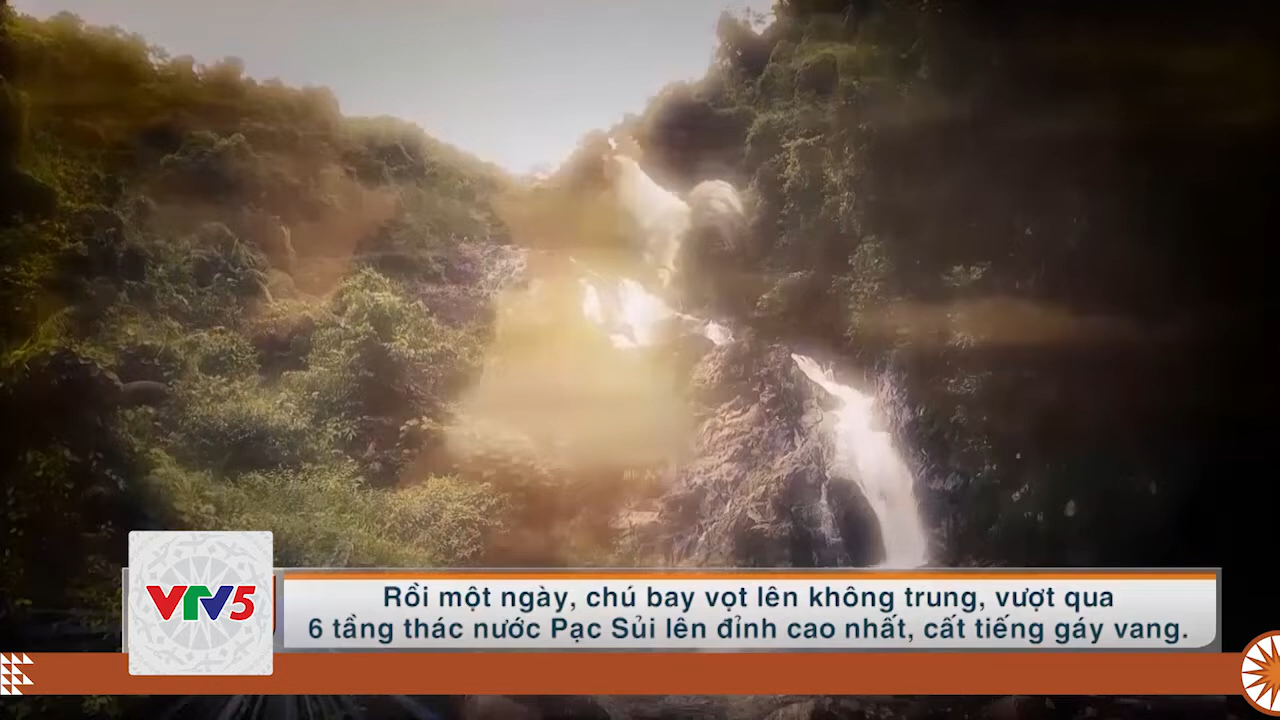 VTV5
Rồi một ngày, chú bay vọt lên không trung, vượt qua
6 tầng thác nước Pạc Sủi lên đỉnh cao nhất, cất tiếng gáy vang.